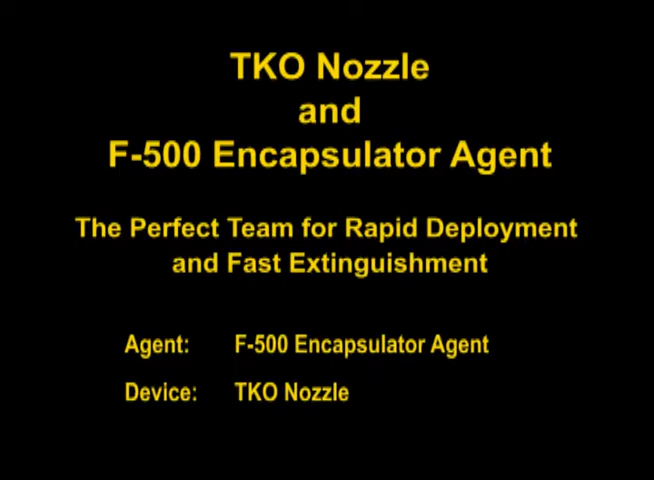 TKO Nozzle
and
F-500 Encapsulator Agent
The Perfect Team for Rapid Deployment
and Fast Extinguishment
Agent: F-500 Encapsulator Agent
Device: TKO Nozzle